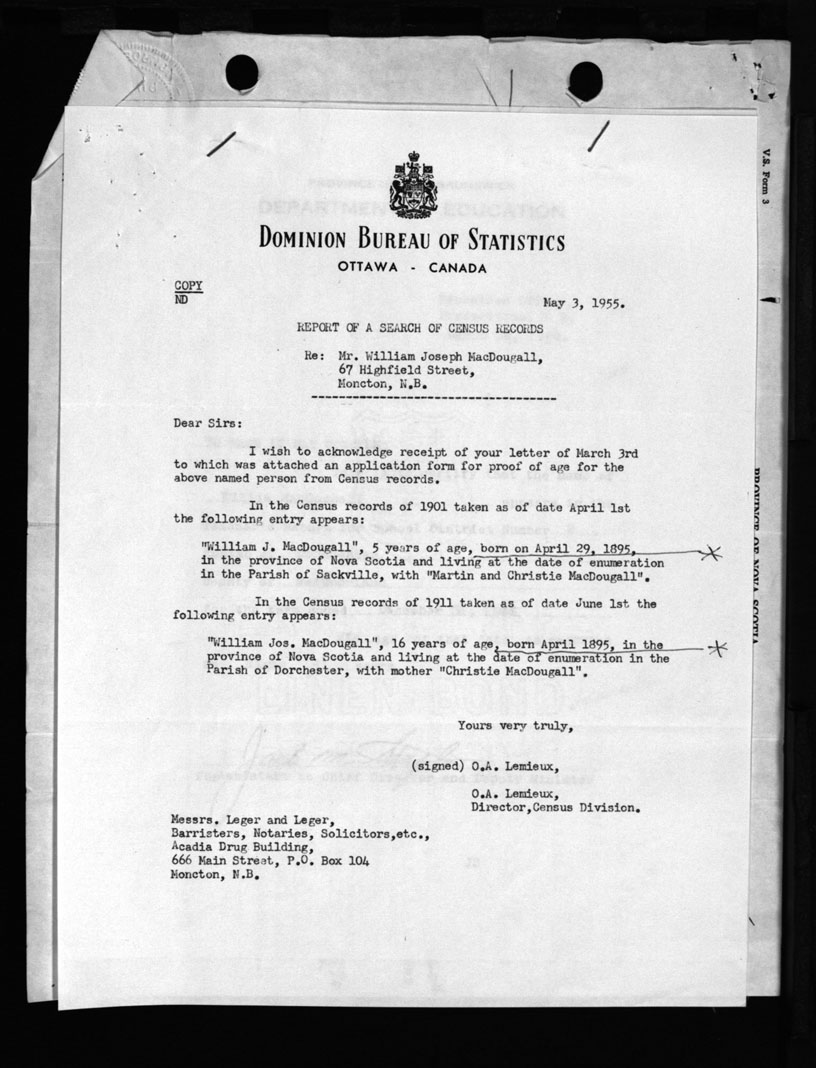 DOMINION BUREAU OF STATISTICS
OTTAWA - CANADA
COPY
ND
May 3, 1955.
REPORT OF A SEARCH OF CENSUS RECORDS
Re: Mr. William Joseph MacDougall,
67 Highfield Street,
Moncton, N.B.
Dear Sirs:
I wish to acknowledge receipt of your letter of March 3rd
to which was attached an application form for proof of age for the
above named person from Census records.
In the Census records of 1901 taken as of date April 1st
the following entry appears:
"William J. MacDougall", 5 years of age, born on April 29, 1895,
in the province of Nova Scotia and living at the date of enumeration
in the Parish of Sackville, with "Martin and Christie MacDougall".
In the Census records of 1911 taken as of date June 1st the
following entry appears:
"William Jos. MacDougall", 16 years of age, born April 1895, in the
province of Nova Scotia and living at the date of enumeration in the
Parish of Dorchester, with mother "Christie MacDougall".
Yours very truly,
(signed) O.A. Lemieux,
O.A. Lemieux,
Director,Census Division.
Messrs. Leger and Leger,
Barristers, Notaries, Solicitors,etc.,
Acadia Drug Building,
666 Main Street, P.O. Box 104
Moncton, N.B.
V.S. Form 3
PROVINCE OF NOVA SCOTIA